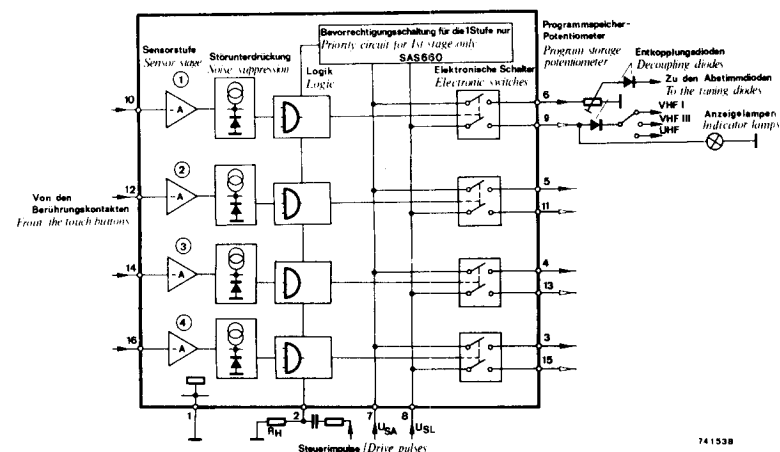 Bevorrechtigungsschaltung für die 1Stufe nur
Priority circuit for 1st stage only
SAS660
Programmspeicher-
Potentiometer
Program storage
potentiometer
Entkopplungsdioden
Decoupling diodes
Zu den Abstimmdioden
To the tuning diodes
VHF I
VHF III
UHF
Anzeigelampen
Indicator lamps
Sensorstufe
Sensor stage
Störunterdrückung
Noise suppression
Logik
Logic
Elektronische Schalter
Electronic switches
1
10
-A
6
9
2
12
-A
5
11
Von den
Berührungskontakten
From the touch buttons
3
14
-A
4
13
4
16
-A
3
15
1
2
7
8
RH
USA
USL
Steuerimpulse / Drive pulses
741538